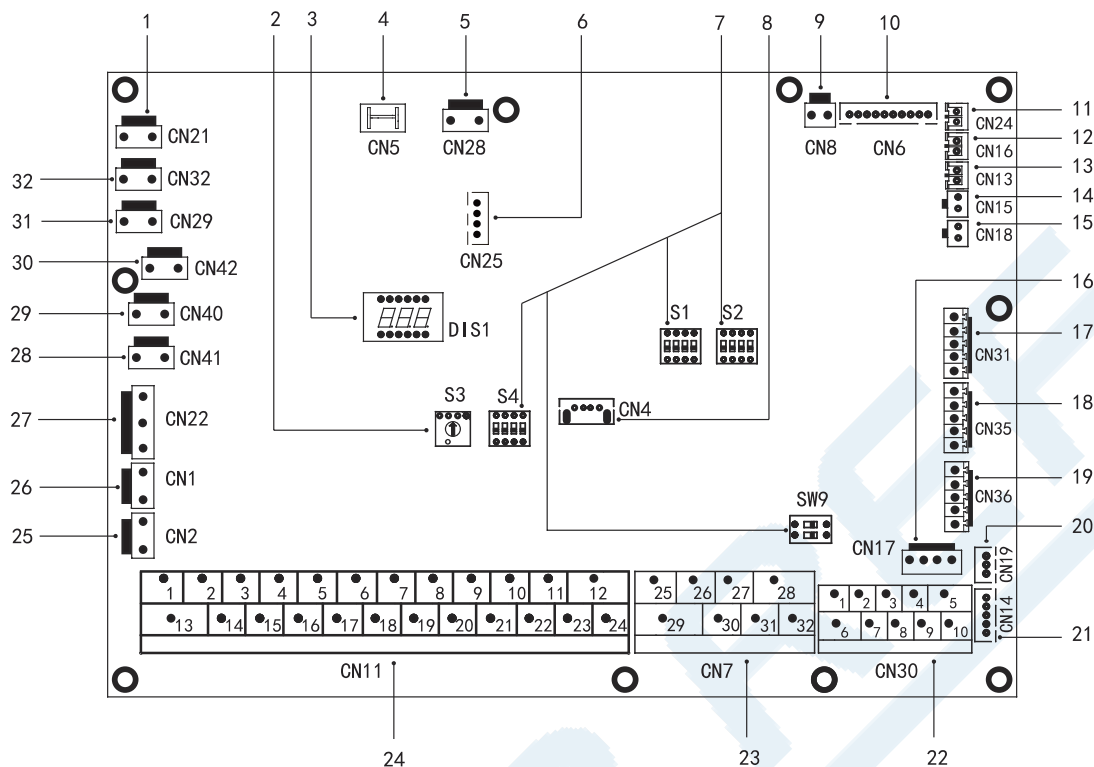 1 2 3 4 5 6 7 8 9 10
CN21 CN5 CN28 CN8 CN6 CN24 11
CN16 12
CN13 13
32 CN32
CN15 14
31 CN29 CN25
CN18 15
30 CN42
29 CN40 DIS1 S1 S2 16
CN31 17
28 CN41
27 CN22 S3 S4 CN4 CN35 18
26 CN1 CN36 19
SW9
25 CN2 CN17 20
CN19
1 2 3 4 5 6 7 8 9 10 11 12 25 26 27 28 1 2 3 4 5
CN14
13 14 15 16 17 18 19 20 21 22 23 24 29 30 31 32 6 7 8 9 10 21
CN11 CN7 CN30
24 23 22